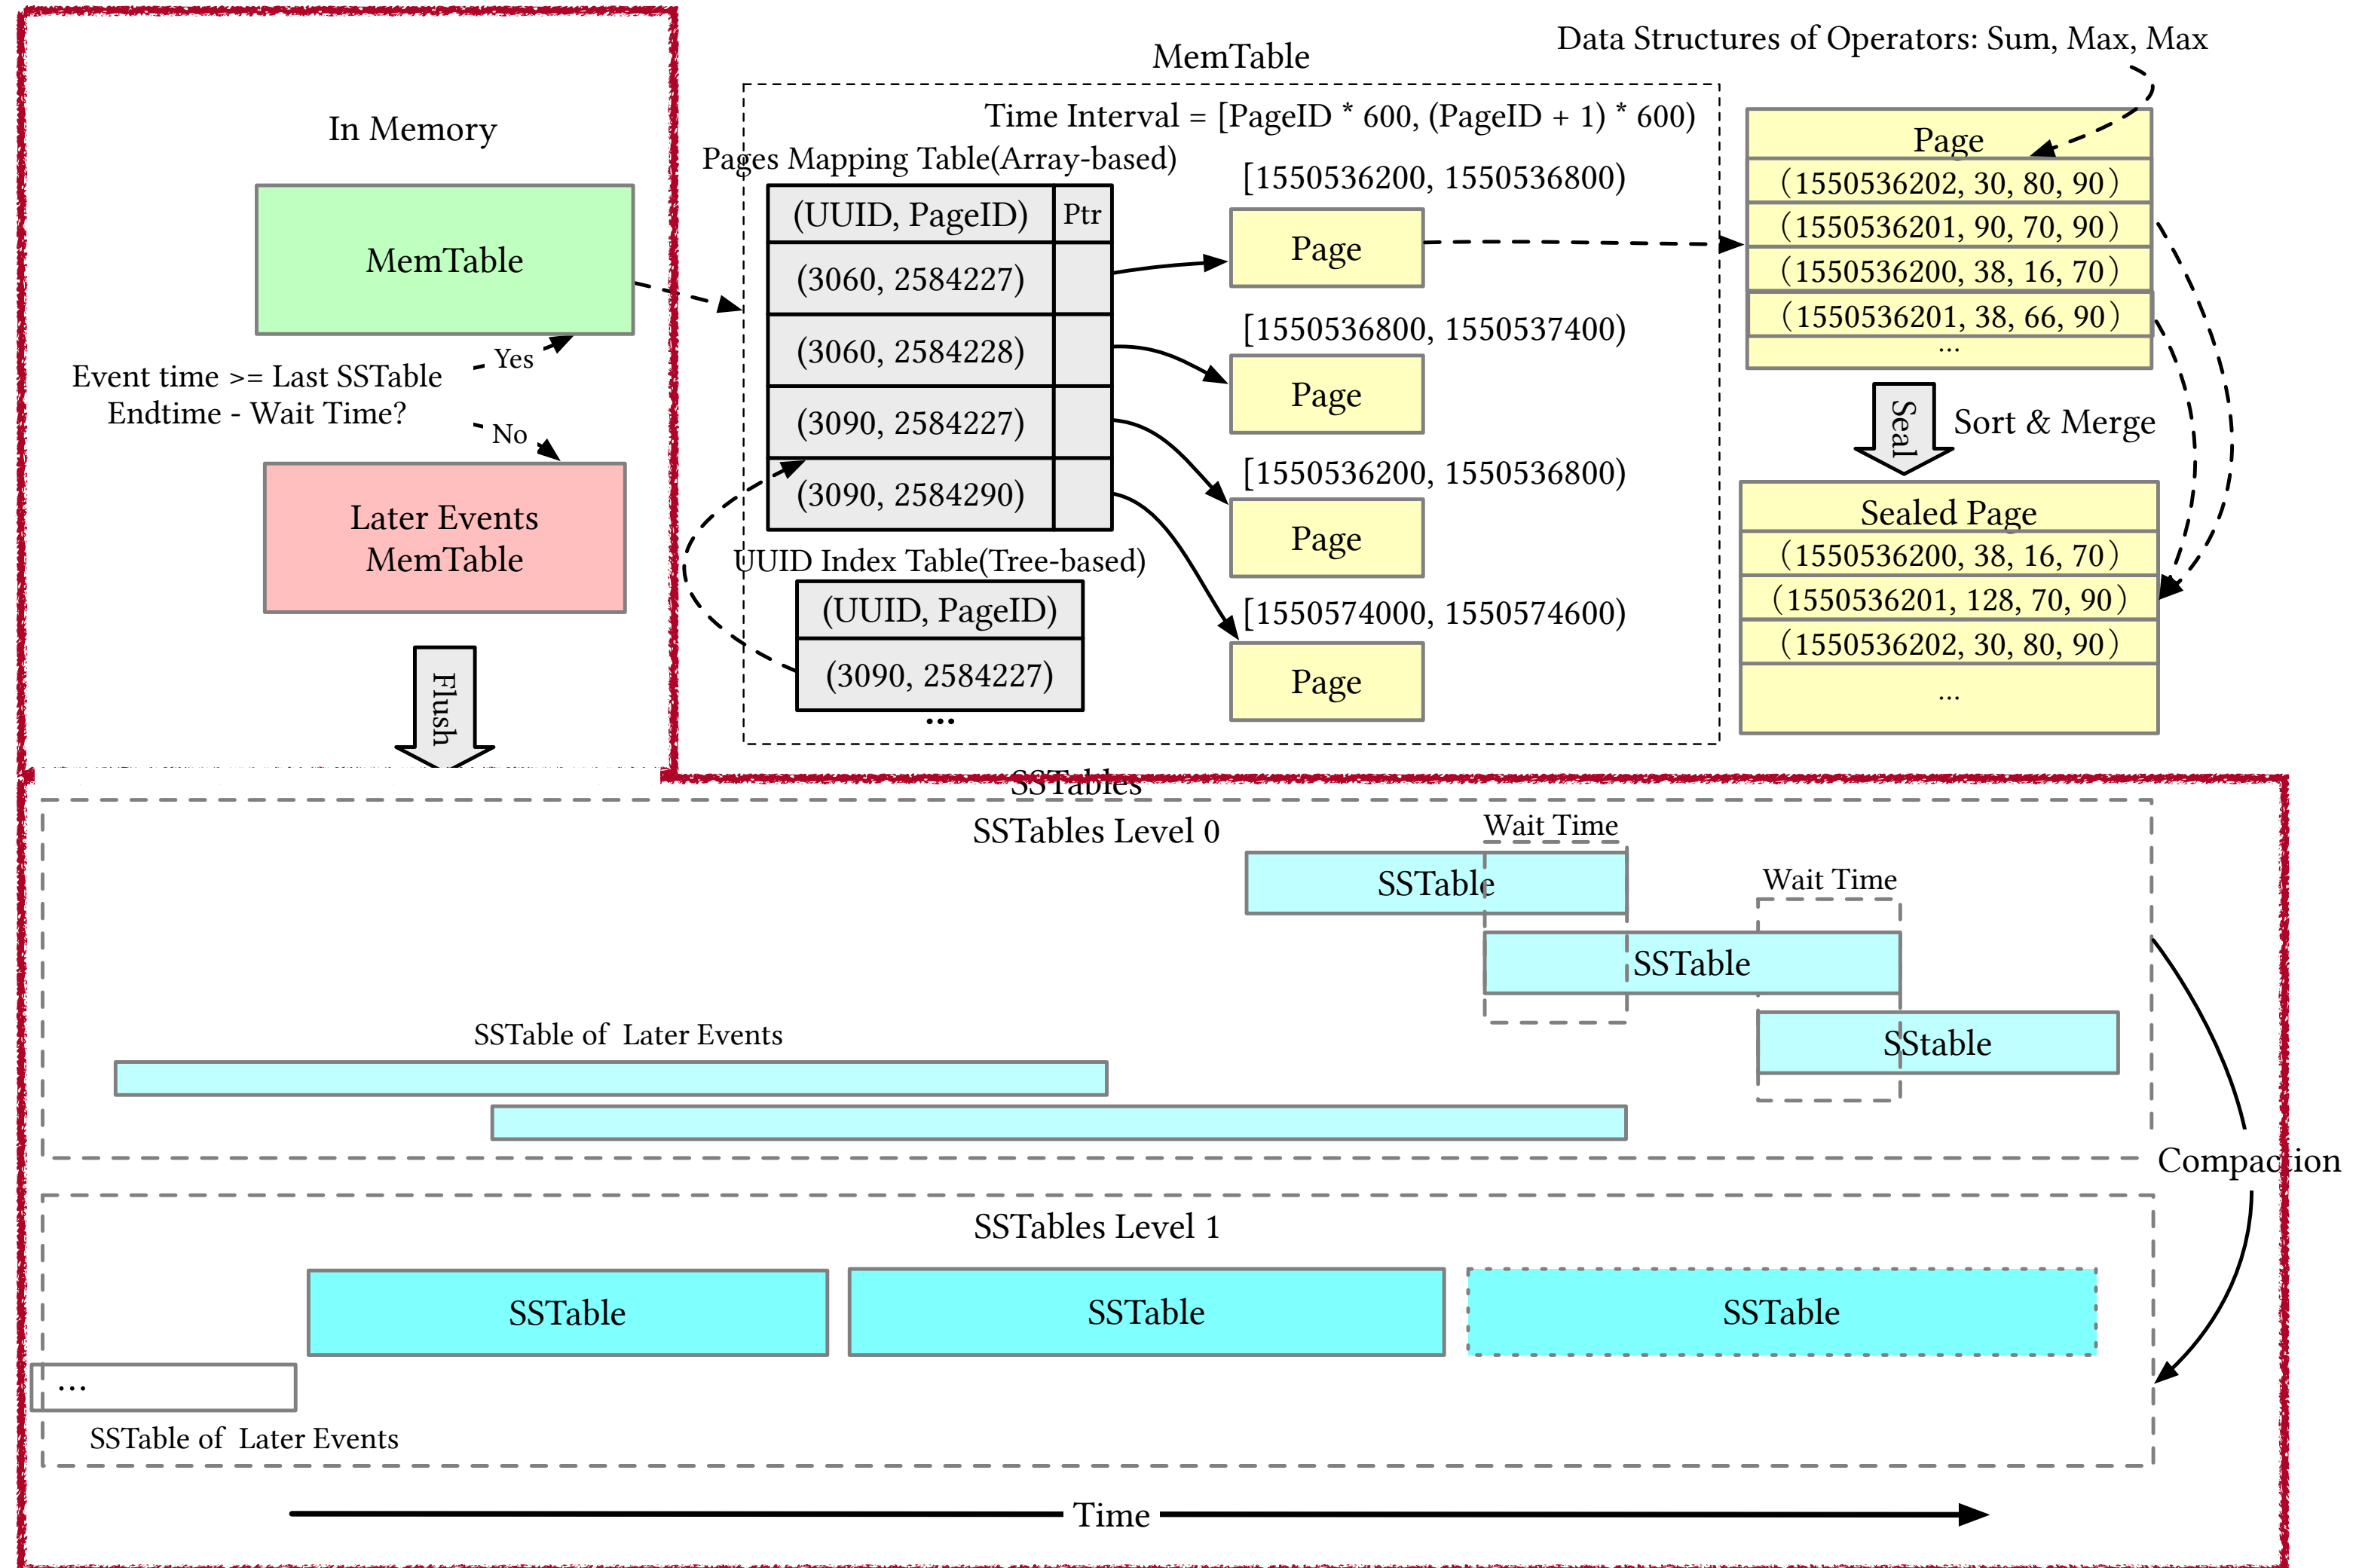 In Memory
MemTable
Yes
Event time >= Last SSTable
Endtime - Wait Time?
No
Later Events
MemTable
Flush
MemTable
Time Interval = [PageID * 600, (PageID + 1) * 600)
Pages Mapping Table(Array-based)
(UUID, PageID) Ptr
(3060, 2584227)
(3060, 2584228)
(3090, 2584227)
(3090, 2584290)
UUID Index Table(Tree-based)
(UUID, PageID)
(3090, 2584227)
...
[1550536200, 1550536800)
Page
[1550536800, 1550537400)
Page
[1550536200, 1550536800)
Page
[1550574000, 1550574600)
Page
Data Structures of Operators: Sum, Max, Max
Page
(1550536202, 30, 80, 90)
(1550536201, 90, 70, 90)
(1550536200, 38, 16, 70)
(1550536201, 38, 66, 90)
...
Seal
Sort & Merge
Sealed Page
(1550536200, 38, 16, 70)
(1550536201, 128, 70, 90)
(1550536202, 30, 80, 90)
...
SSTables
SSTables Level 0
Wait Time
SSTable
Wait Time
SSTable
SStable
SSTable of Later Events
Compaction
SSTables Level 1
SSTable
SSTable
SSTable
...
SSTable of Later Events
Time